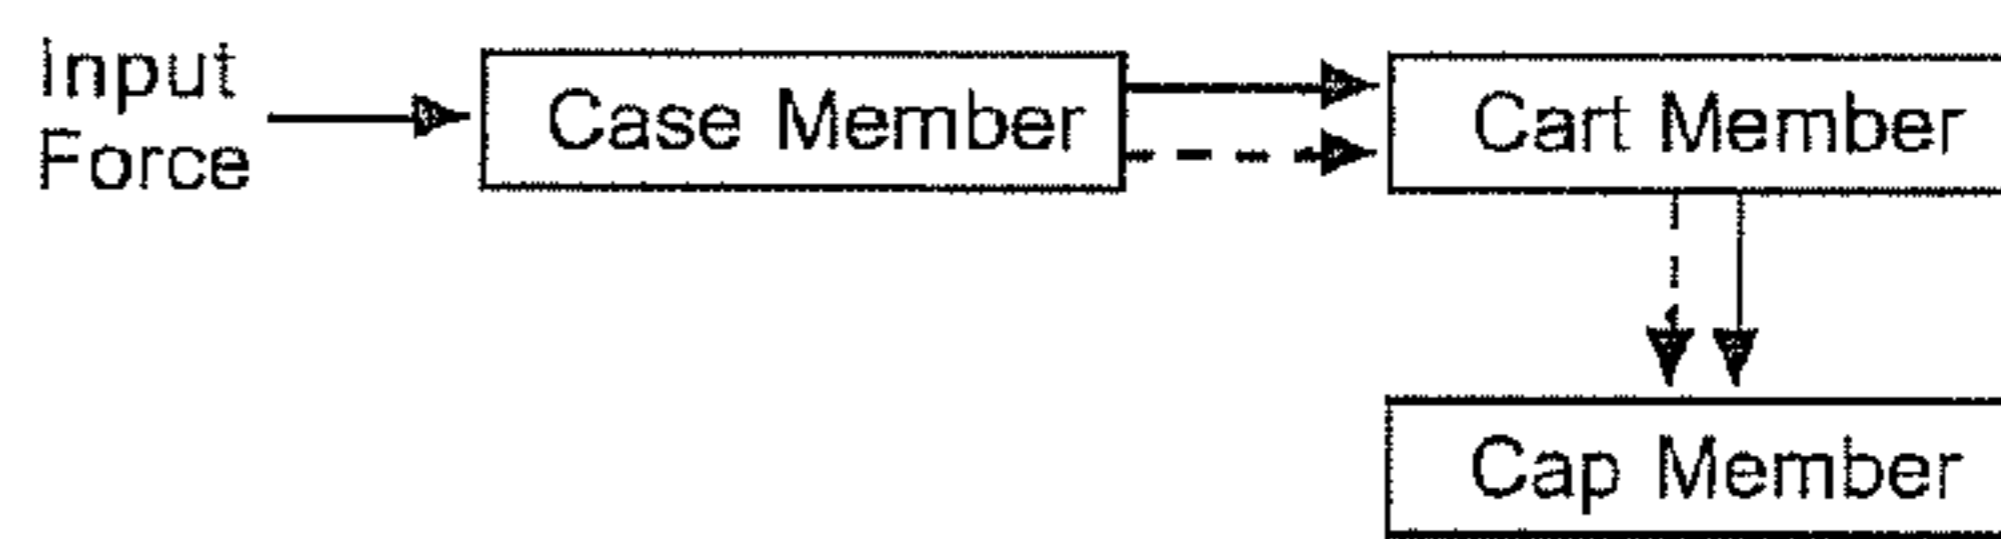 Input
Force
Case Member
Cart Member
Cap Member